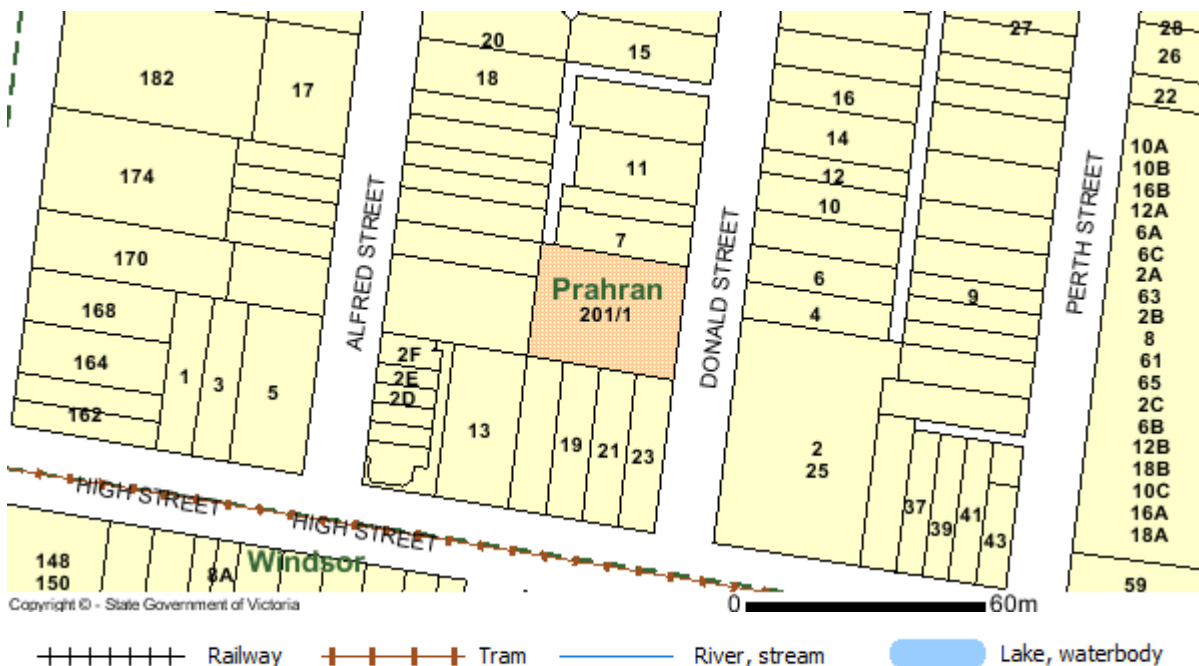 182
17
20
18
15
16
14
12
10
11
7
27
28
26
22
174
170
168
164
162
1
3
5
ALFRED STREET
2F
2E
2D
13
19
21
23
Prahran
201/1
DONALD STREET
6
4
9
2
25
37
39
41
43
PERTH STREET
10A
10B
16B
12A
6A
6C
2A
63
2B
8
61
65
2C
6B
12B
18B
10C
16A
18A
59
HIGH STREET
HIGH STREET
Windsor
148
150
8A
Copyright © - State Government of Victoria
0 60m
Railway Tram River, stream Lake, waterbody